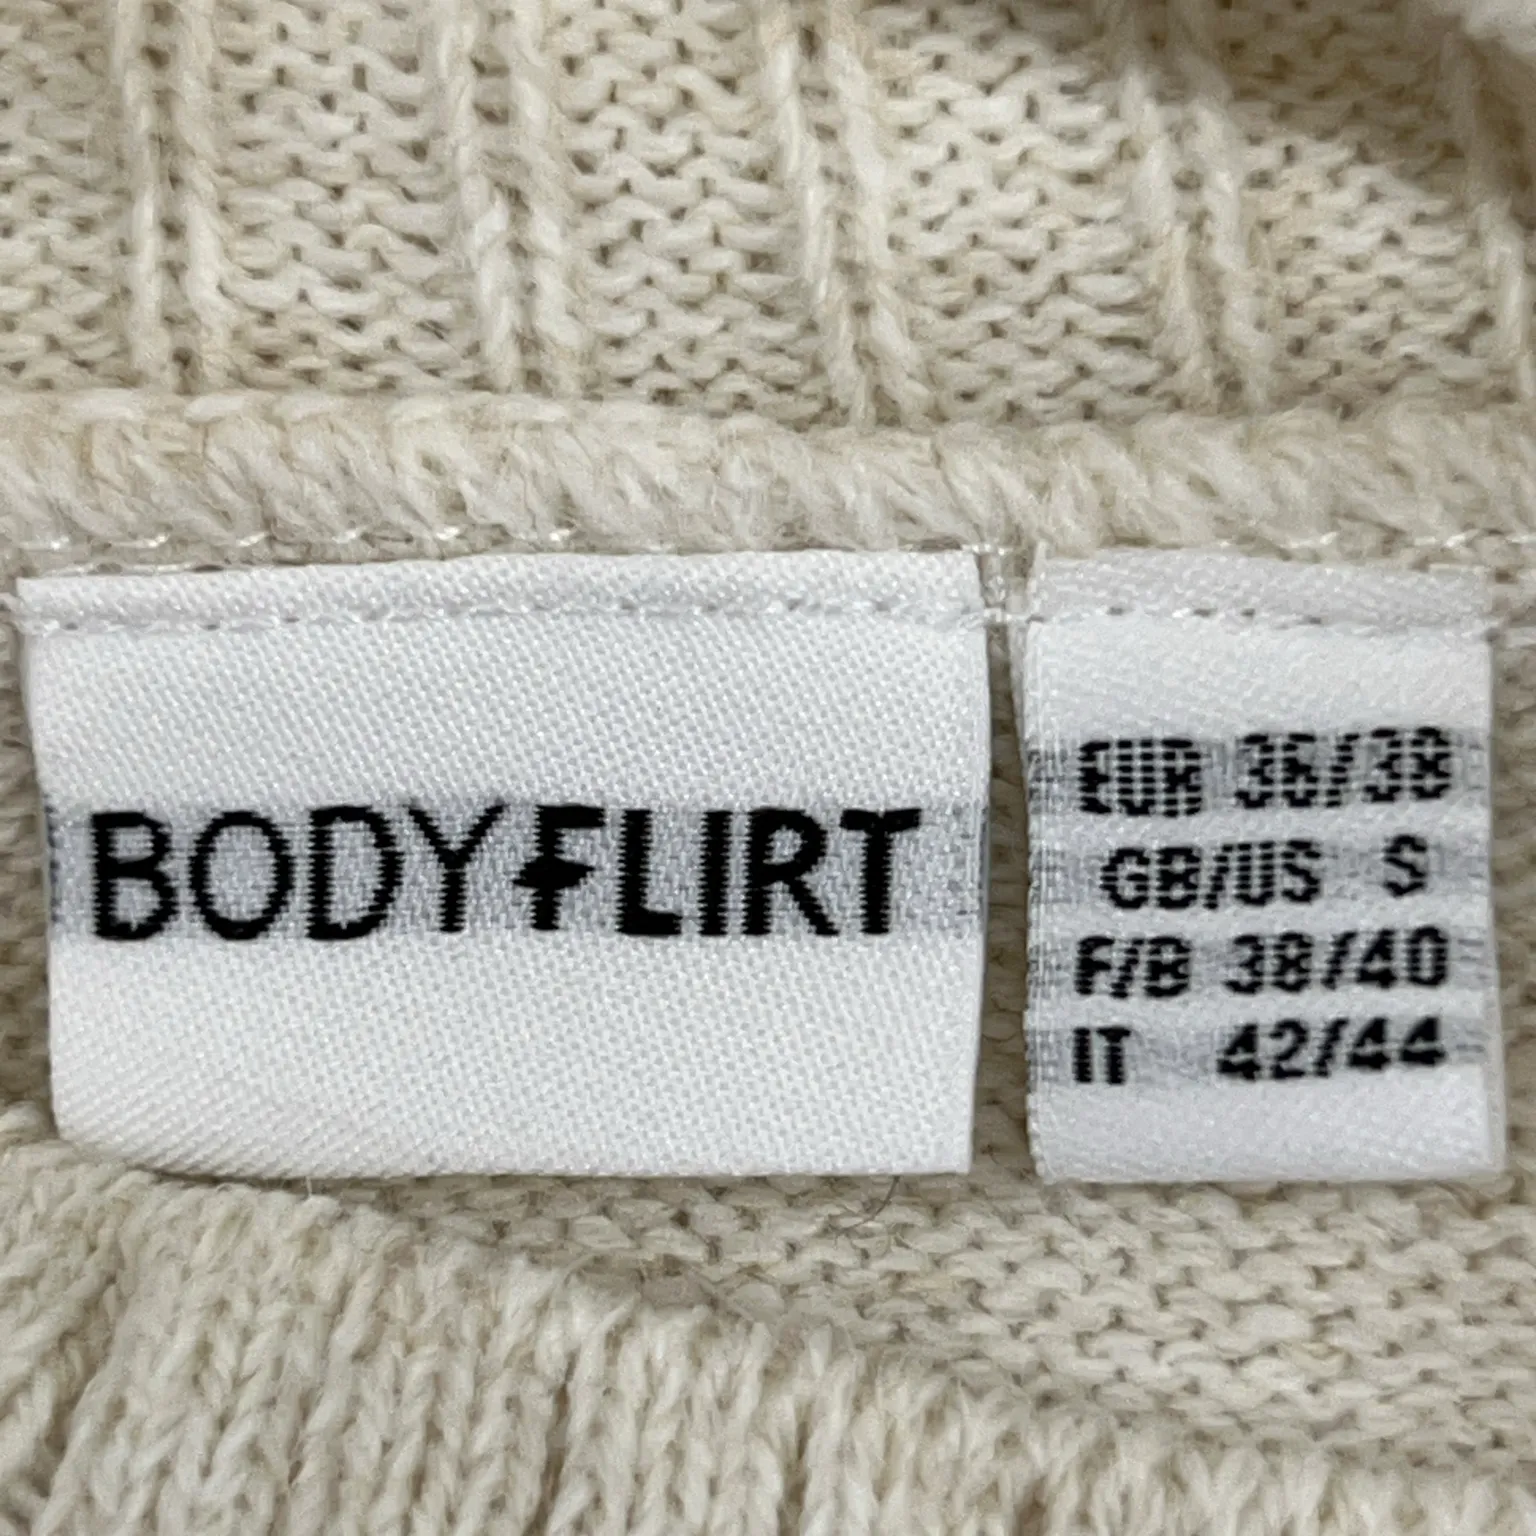 BODYFLIRT
EUR 36/38
GB/US S
F/B 38/40
IT 42/44